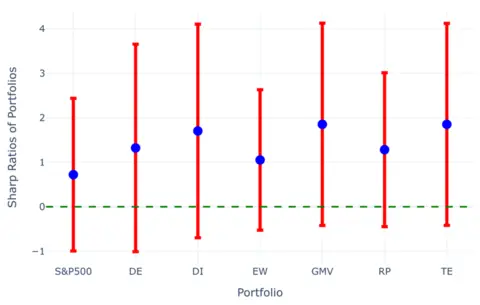 Sharp Ratios of Portfolios
4
3
2
1
0
−1
S&P500 DE DI EW GMV RP TE
Portfolio